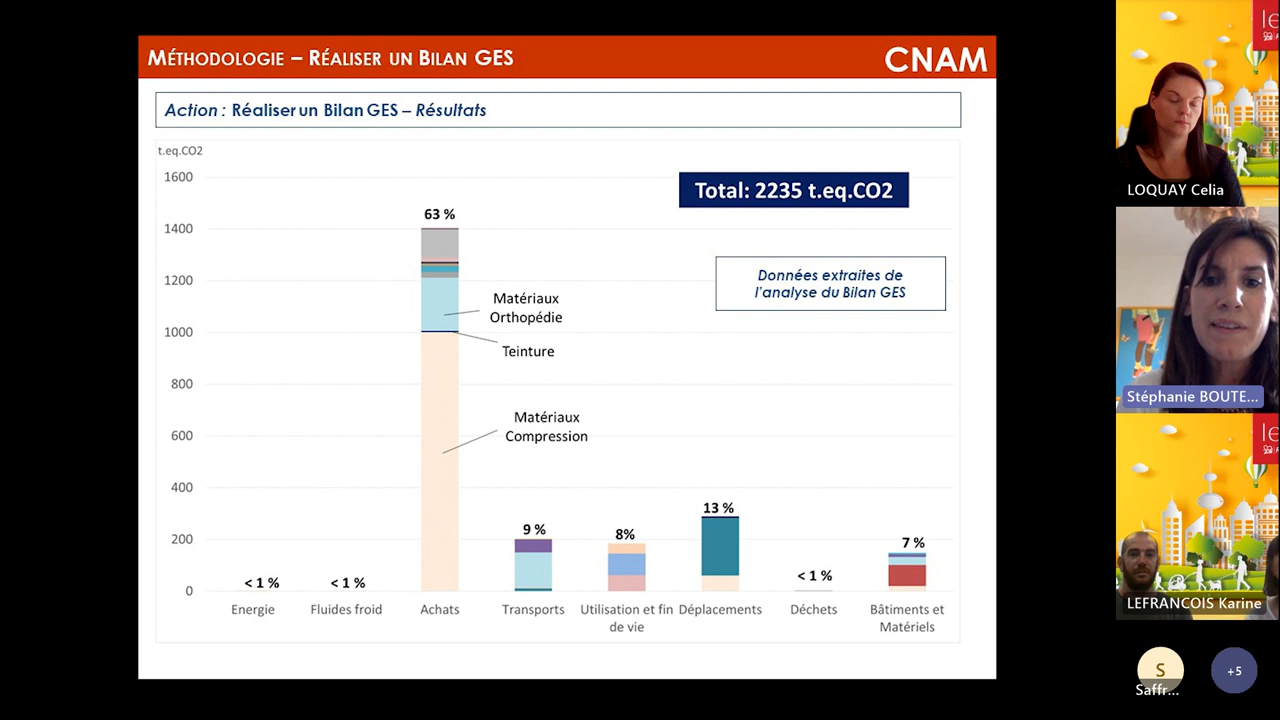 MÉTHODOLOGIE – RÉALISER UN BILAN GES
CNAM
Action : Réaliser un Bilan GES – Résultats
t.eq.CO2
1600
1400
1200
1000
800
600
400
200
0
Total: 2235 t.eq.CO2
Données extraites de
l'analyse du Bilan GES
63 %
Matériaux
Orthopédie
Teinture
Matériaux
Compression
< 1 %
< 1 %
9 %
8%
13 %
< 1 %
7 %
Energie
Fluides froid
Achats
Transports
Utilisation et fin
de vie
Déplacements
Déchets
Bâtiments et
Matériels
le
LOQUAY Celia
Stéphanie BOUTE...
le
LEFRANCOIS Karine
S
Saffr...
+5